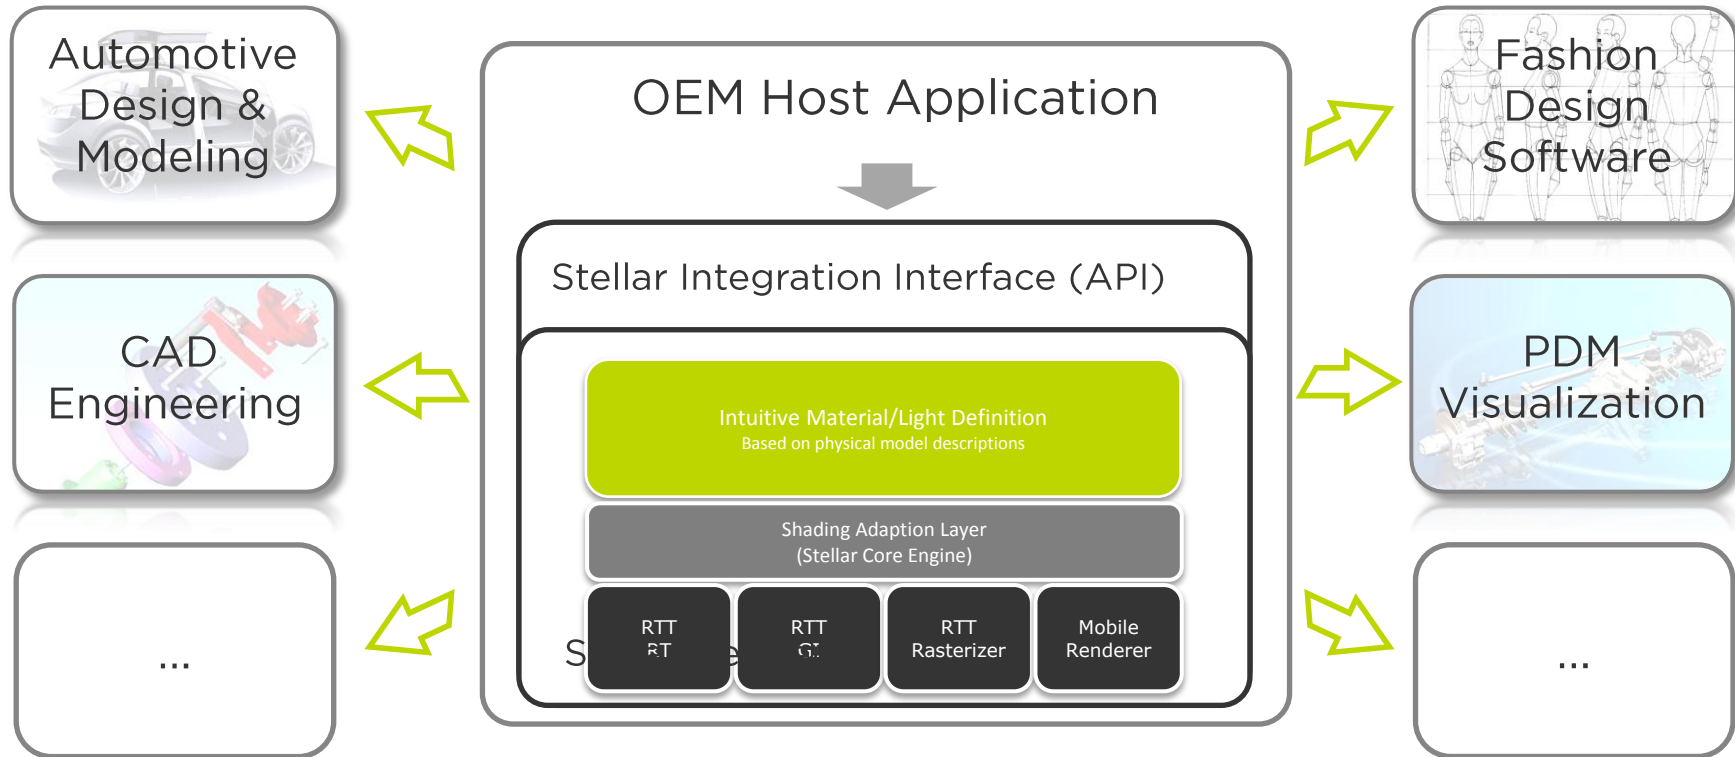 Automotive
Design &
Modeling
CAD
Engineering
...
OEM Host Application
Stellar Integration Interface (API)
Intuitive Material/Light Definition
Based on physical model descriptions
Shading Adaption Layer
(Stellar Core Engine)
RTT
RT
RTT
GI
RTT
Rasterizer
Mobile
Renderer
Fashion
Design
Software
PDM
Visualization
...